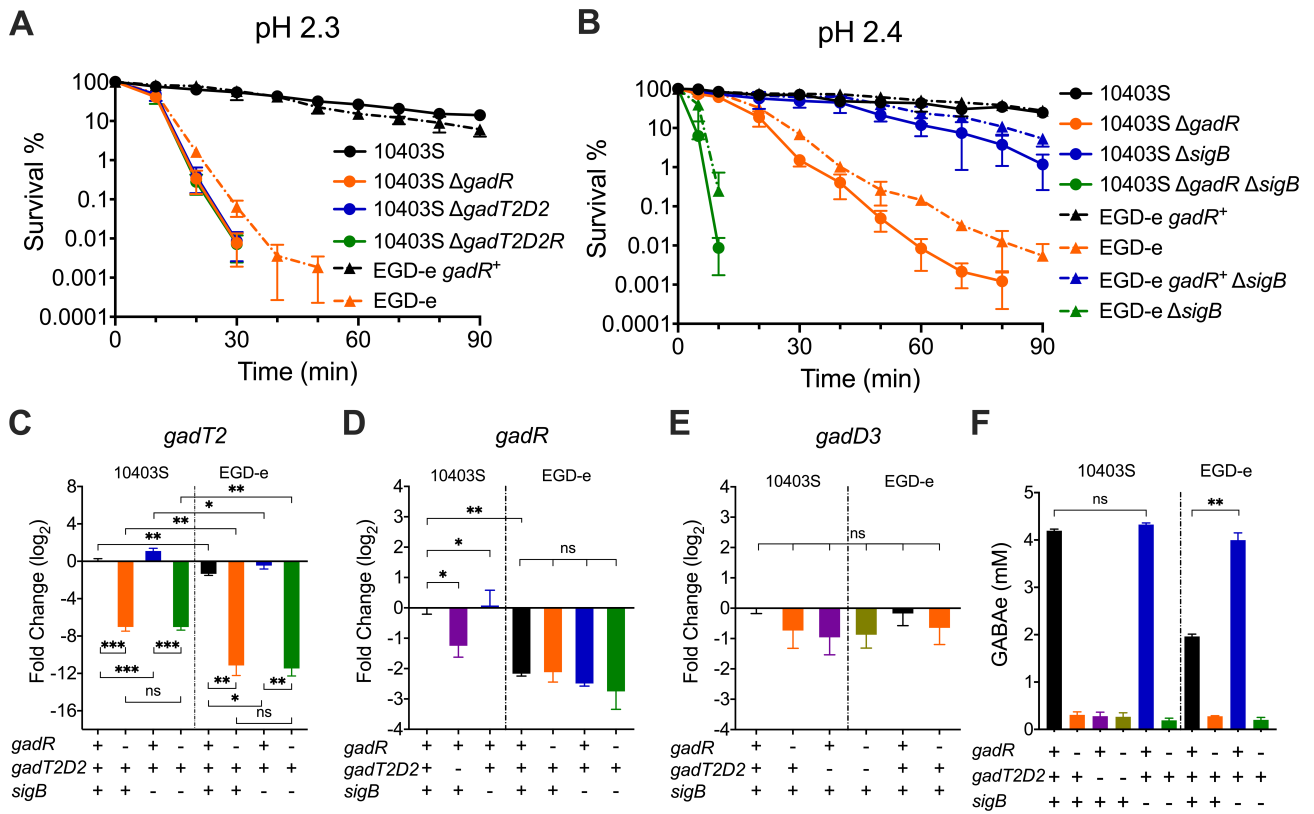 A
pH 2.3
Survival %
100
10
1
0.1
0.01
0.001
0.0001
0 30 60 90
Time (min)
10403S
10403S ΔgadR
10403S ΔgadT2D2
10403S ΔgadT2D2R
EGD-e gadR+
EGD-e
B
pH 2.4
Survival %
100
10
1
0.1
0.01
0.001
0.0001
0 30 60 90
Time (min)
10403S
10403S ΔgadR
10403S ΔsigB
10403S ΔgadR ΔsigB
EGD-e gadR+
EGD-e
EGD-e gadR+ ΔsigB
EGD-e ΔsigB
C
gadT2
10403S EGD-e
Fold Change (log2)
8
4
0
-4
-8
-12
-16
**
*
**
**
*** ***
***
ns
** **
*
ns
gadR + - + - + - + -
gadT2D2 + + + + + + + +
sigB + + - - + + - -
D
gadR
10403S EGD-e
Fold Change (log2)
4
3
2
1
0
-1
-2
-3
-4
**
*
*
ns
gadR + + + + - + -
gadT2D2 + - + + + + +
sigB + + - + + - -
E
gadD3
10403S EGD-e
Fold Change (log2)
4
3
2
1
0
-1
-2
-3
-4
ns
gadR + - + - + -
gadT2D2 + + - - + +
sigB + + + + + +
F
10403S EGD-e
GABAe (mM)
5
4
3
2
1
0
ns
**
gadR + - + - + - + - + -
gadT2D2 + + - - + + + + + +
sigB + + + + - - + + - -